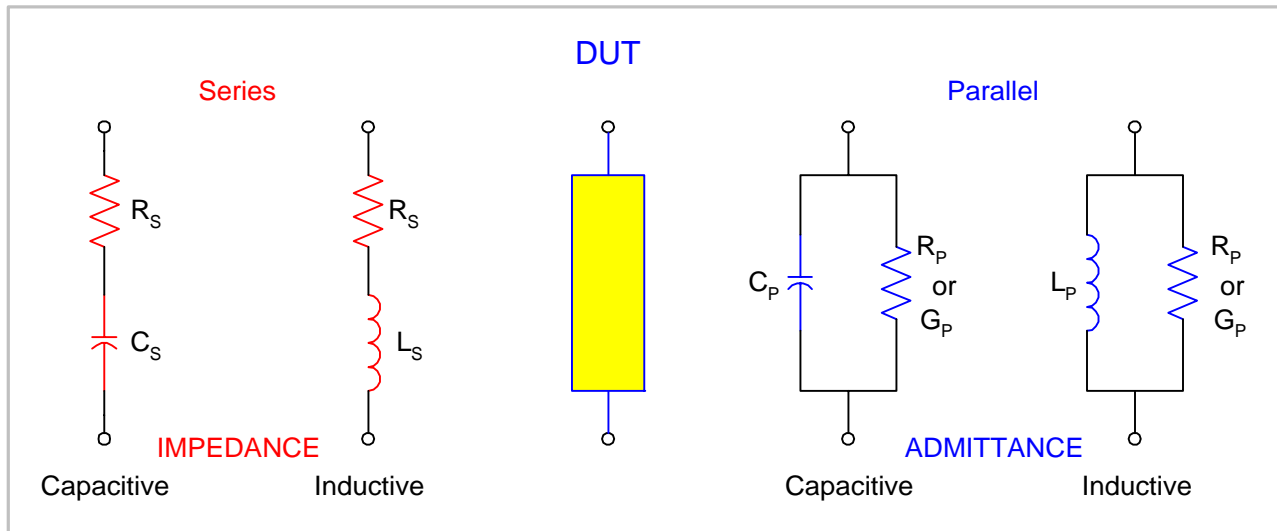 DUT
Series
Parallel
R_S
R_S
C_S
L_S
C_P
R_P
or
G_P
L_P
R_P
or
G_P
IMPEDANCE
ADMITTANCE
Capacitive
Inductive
Capacitive
Inductive